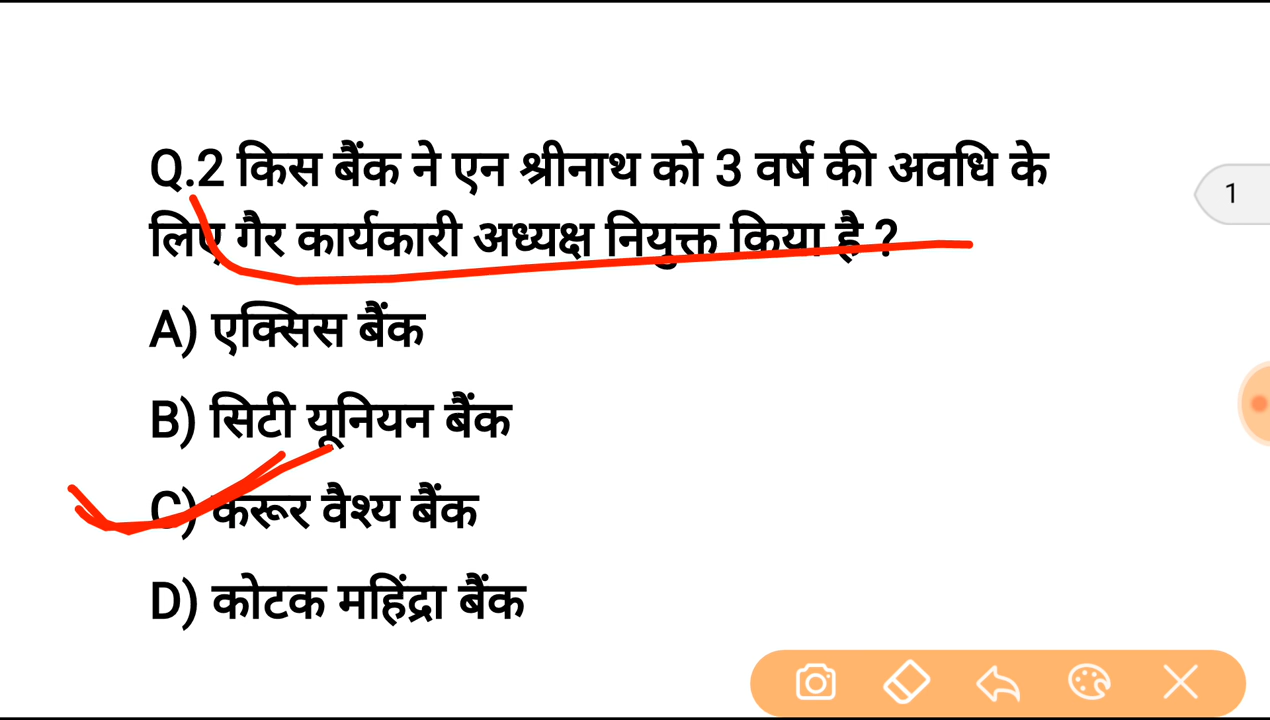 Q.2 किस बैंक ने एन श्रीनाथ को 3 वर्ष की अवधि के
लिए गैर कार्यकारी अध्यक्ष नियुक्त किया है ?
1
A) एक्सिस बैंक
B) सिटी यूनियन बैंक
C) करूर वैश्य बैंक
D) कोटक महिंद्रा बैंक